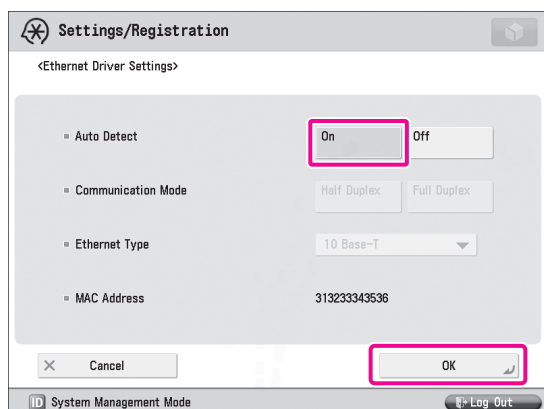 Settings/Registration
<Ethernet Driver Settings>
Auto Detect On Off
Communication Mode Half Duplex Full Duplex
Ethernet Type 10 Base-T
MAC Address 313233343536
Cancel OK
ID System Management Mode Log Out